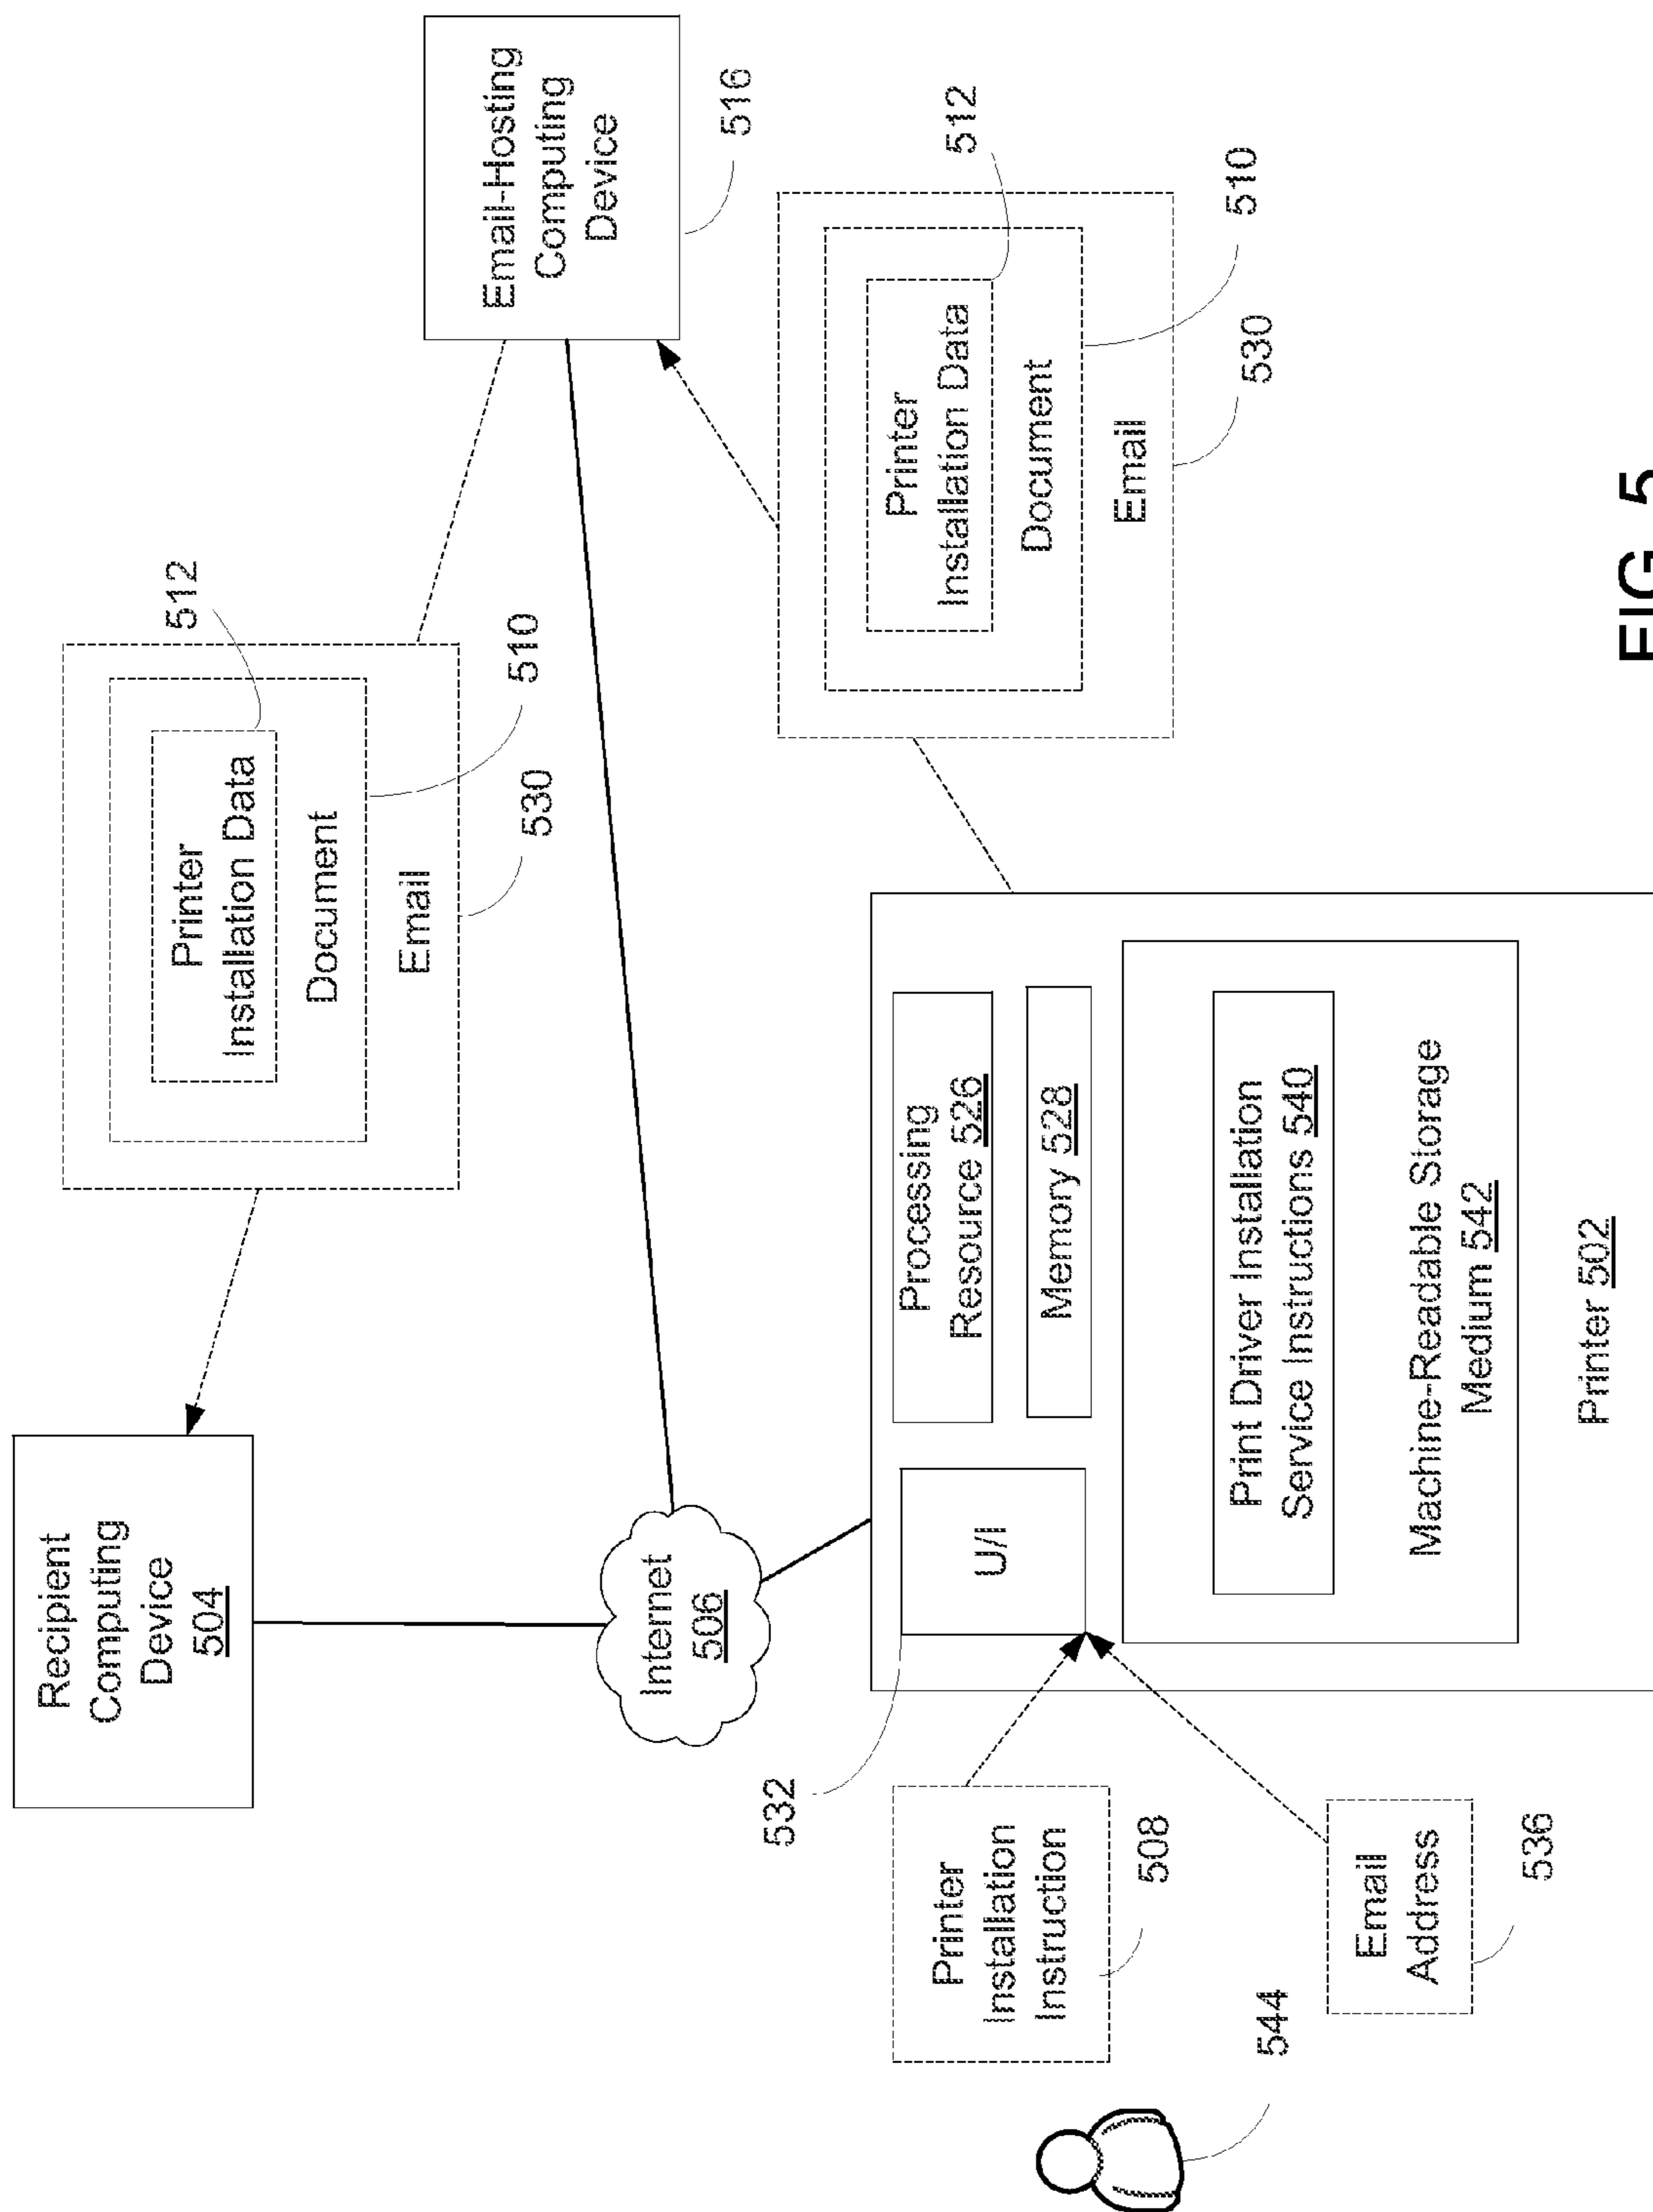 Recipient
Computing
Device
504
Printer
Installation Data
Document
Email
512
510
530
Email-Hosting
Computing
Device
516
Internet
506
532
U/I
Processing
Resource 526
Memory 528
Print Driver Installation
Service Instructions 540
Machine-Readable Storage
Medium 542
Printer 502
Printer
Installation Data
Document
Email
512
510
530
Printer
Installation
Instruction
508
Email
Address
536
544
FIG. 5